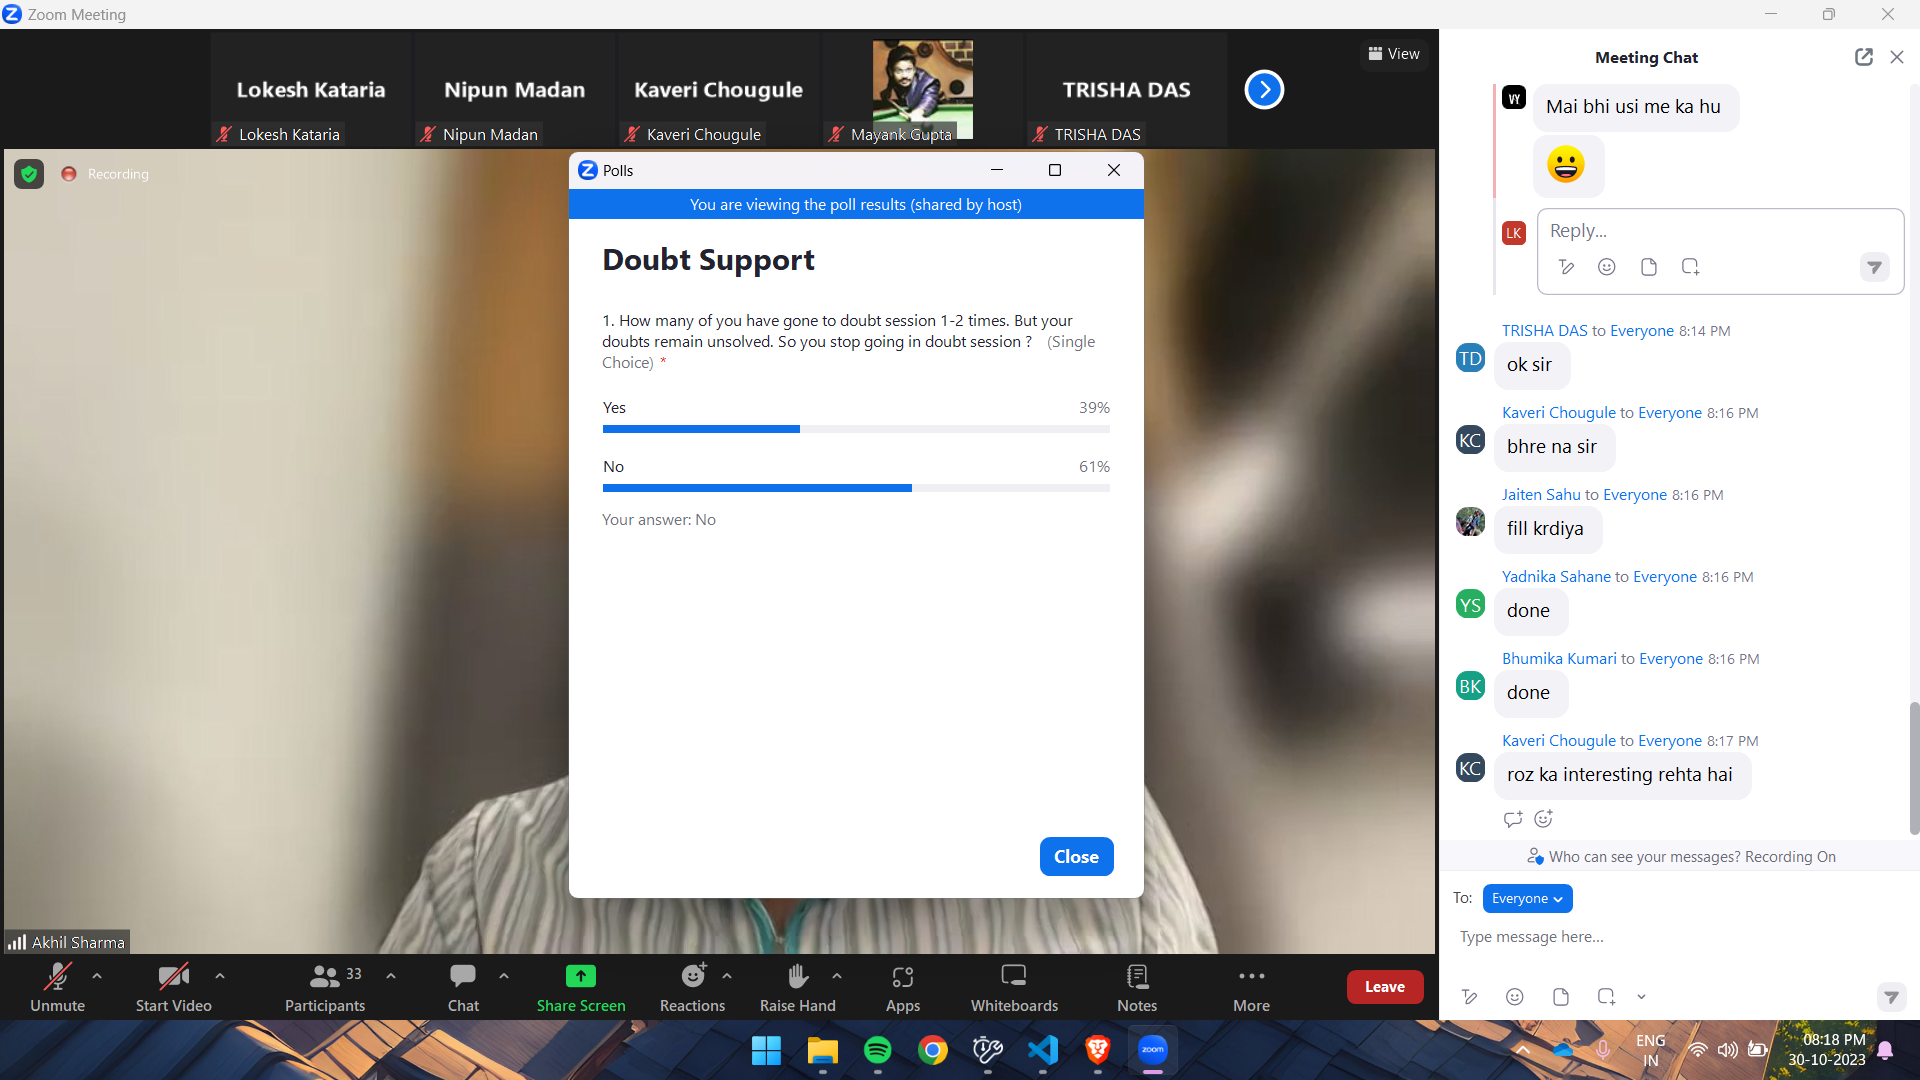 Zoom Meeting
Lokesh Kataria
Nipun Madan
Kaveri Chougule
TRISHA DAS
View
Lokesh Kataria
Nipun Madan
Kaveri Chougule
Mayank Gupta
TRISHA DAS
Recording
Polls
You are viewing the poll results (shared by host)
Doubt Support
1. How many of you have gone to doubt session 1-2 times. But your
doubts remain unsolved. So you stop going in doubt session ? (Single
Choice) *
Yes 39%
No 61%
Your answer: No
Close
Akhil Sharma
Unmute
Start Video
33
Participants
Chat
Share Screen
Reactions
Raise Hand
Apps
Whiteboards
Notes
More
Leave
Meeting Chat
VY
Mai bhi usi me ka hu
LK
Reply...
TRISHA DAS to Everyone 8:14 PM
TD
ok sir
Kaveri Chougule to Everyone 8:16 PM
KC
bhre na sir
Jaiten Sahu to Everyone 8:16 PM
fill krdiya
Yadnika Sahane to Everyone 8:16 PM
YS
done
Bhumika Kumari to Everyone 8:16 PM
BK
done
Kaveri Chougule to Everyone 8:17 PM
KC
roz ka interesting rehta hai
Who can see your messages? Recording On
To: Everyone
Type message here...
zoom
ENG
IN
08:18 PM
30-10-2023